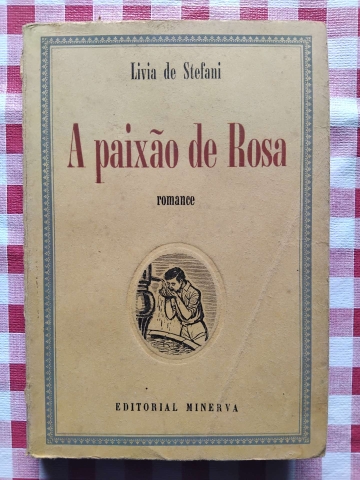 Livia de Stefani
A paixão de Rosa
romance
EDITORIAL MINERVA